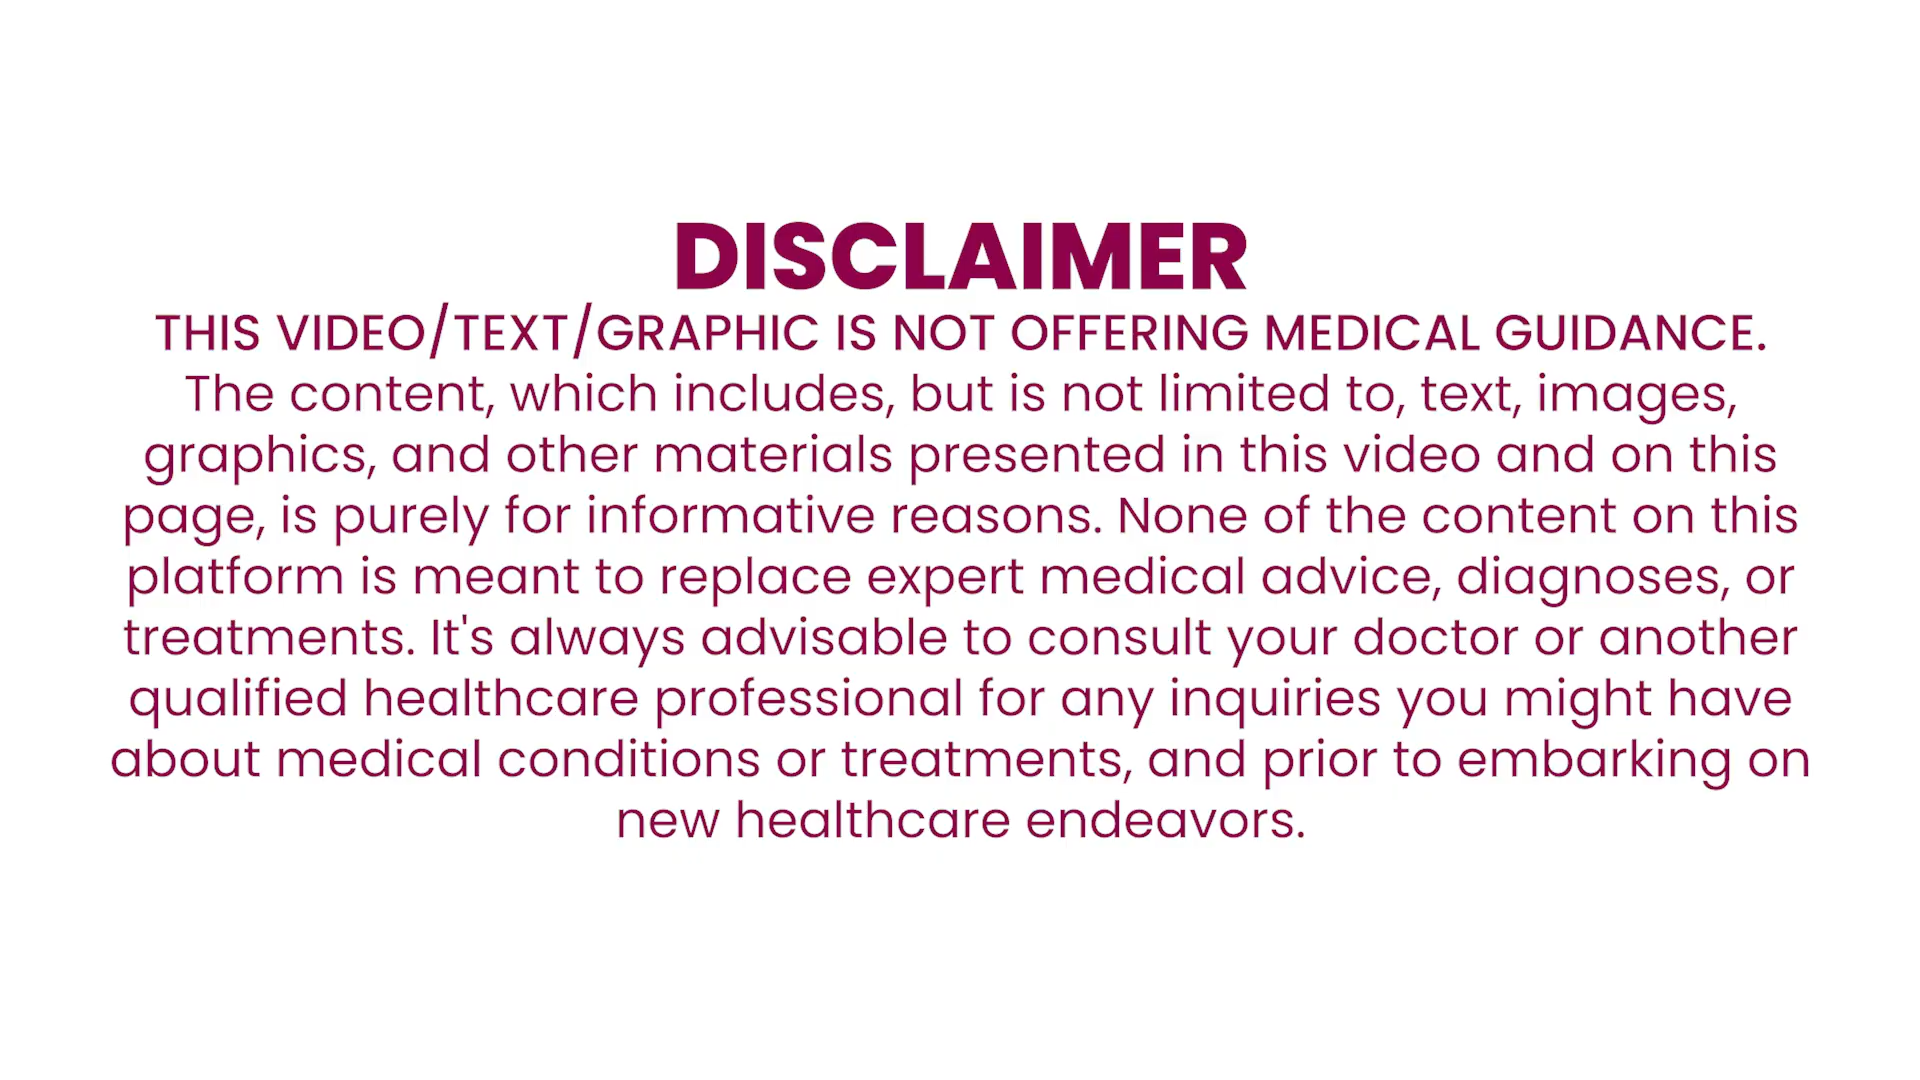 DISCLAIMER
THIS VIDEO/TEXT/GRAPHIC IS NOT OFFERING MEDICAL GUIDANCE.
The content, which includes, but is not limited to, text, images,
graphics, and other materials presented in this video and on this
page, is purely for informative reasons. None of the content on this
platform is meant to replace expert medical advice, diagnoses, or
treatments. It's always advisable to consult your doctor or another
qualified healthcare professional for any inquiries you might have
about medical conditions or treatments, and prior to embarking on
new healthcare endeavors.